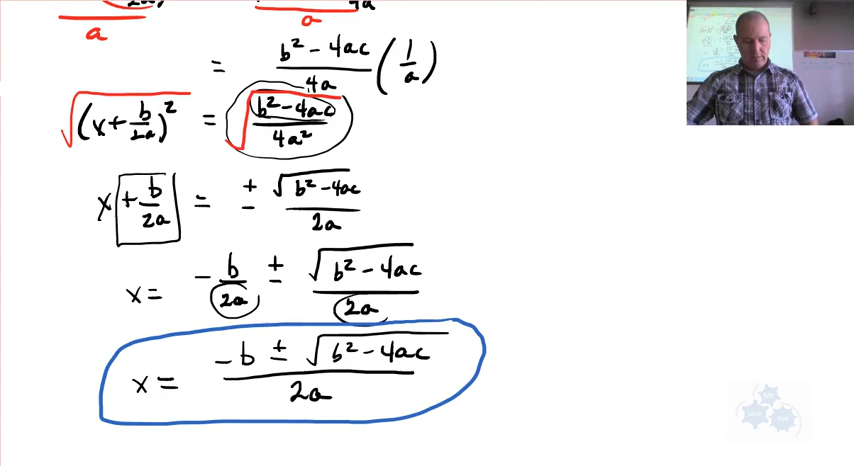 a a
= b² - 4ac / 4a (1/a)
√(x + b/2a)² = √b² - 4ac / 4a²
x + b/2a = ± √b² - 4ac / 2a
x = - b/2a ± √b² - 4ac / 2a
x = -b ± √b² - 4ac / 2a